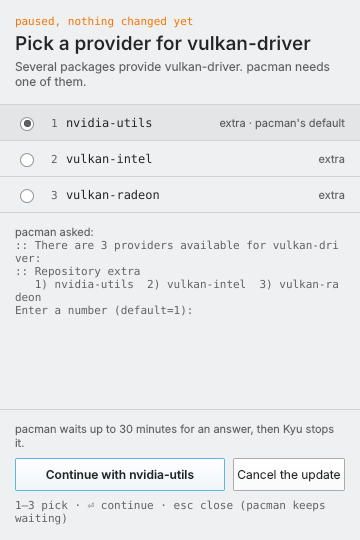 paused, nothing changed yet
Pick a provider for vulkan-driver
Several packages provide vulkan-driver. pacman needs
one of them.
1 nvidia-utils extra · pacman's default
2 vulkan-intel extra
3 vulkan-radeon extra
pacman asked:
:: There are 3 providers available for vulkan-dri
ver:
:: Repository extra
   1) nvidia-utils  2) vulkan-intel  3) vulkan-ra
deon
Enter a number (default=1):
pacman waits up to 30 minutes for an answer, then Kyu stops
it.
Continue with nvidia-utils Cancel the update
1–3 pick · ⏎ continue · esc close (pacman keeps
waiting)